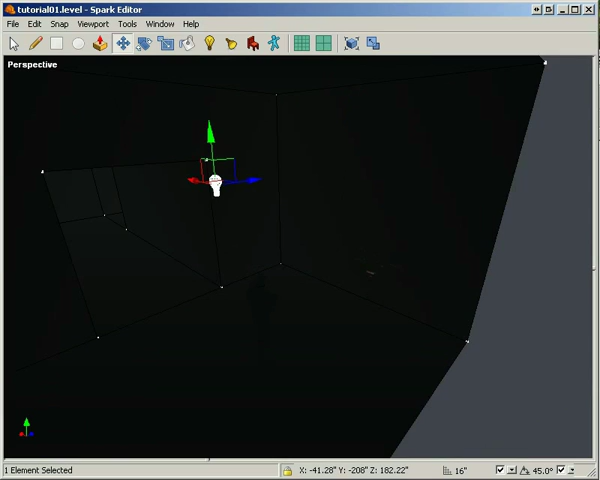 tutorial01.level - Spark Editor
File Edit Snap Viewport Tools Window Help
Perspective
1 Element Selected X: -41.28" Y: -208" Z: 182.22" 16" 45.0°